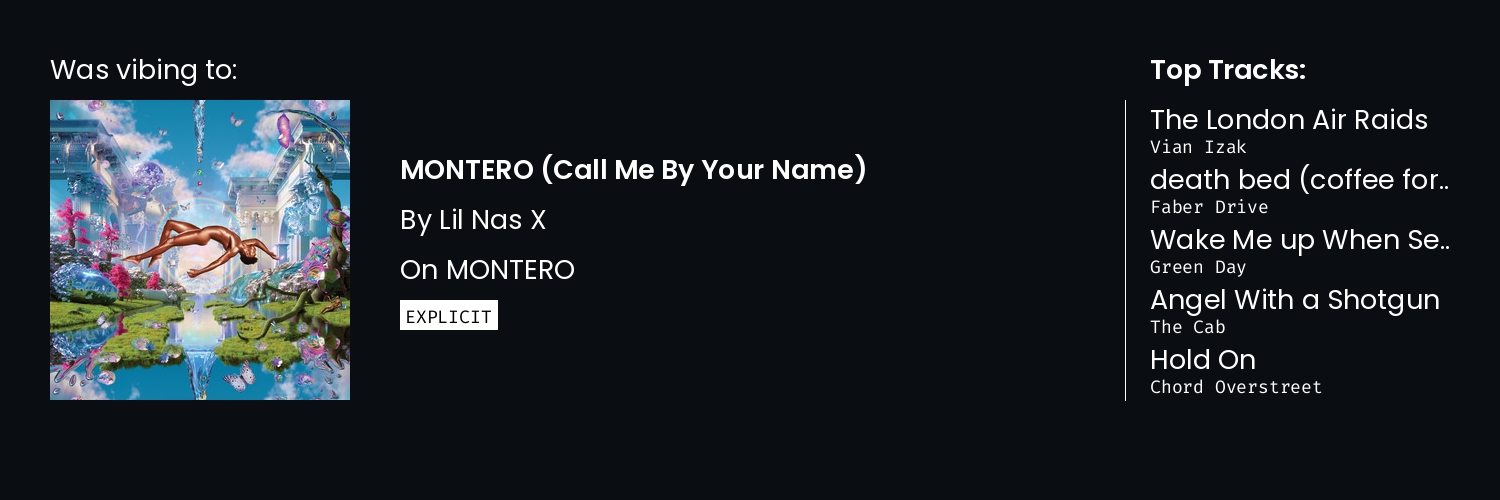 Was vibing to:
MONTERO (Call Me By Your Name)
By Lil Nas X
On MONTERO
EXPLICIT
Top Tracks:
The London Air Raids
Vian Izak
death bed (coffee for..
Faber Drive
Wake Me up When Se..
Green Day
Angel With a Shotgun
The Cab
Hold On
Chord Overstreet